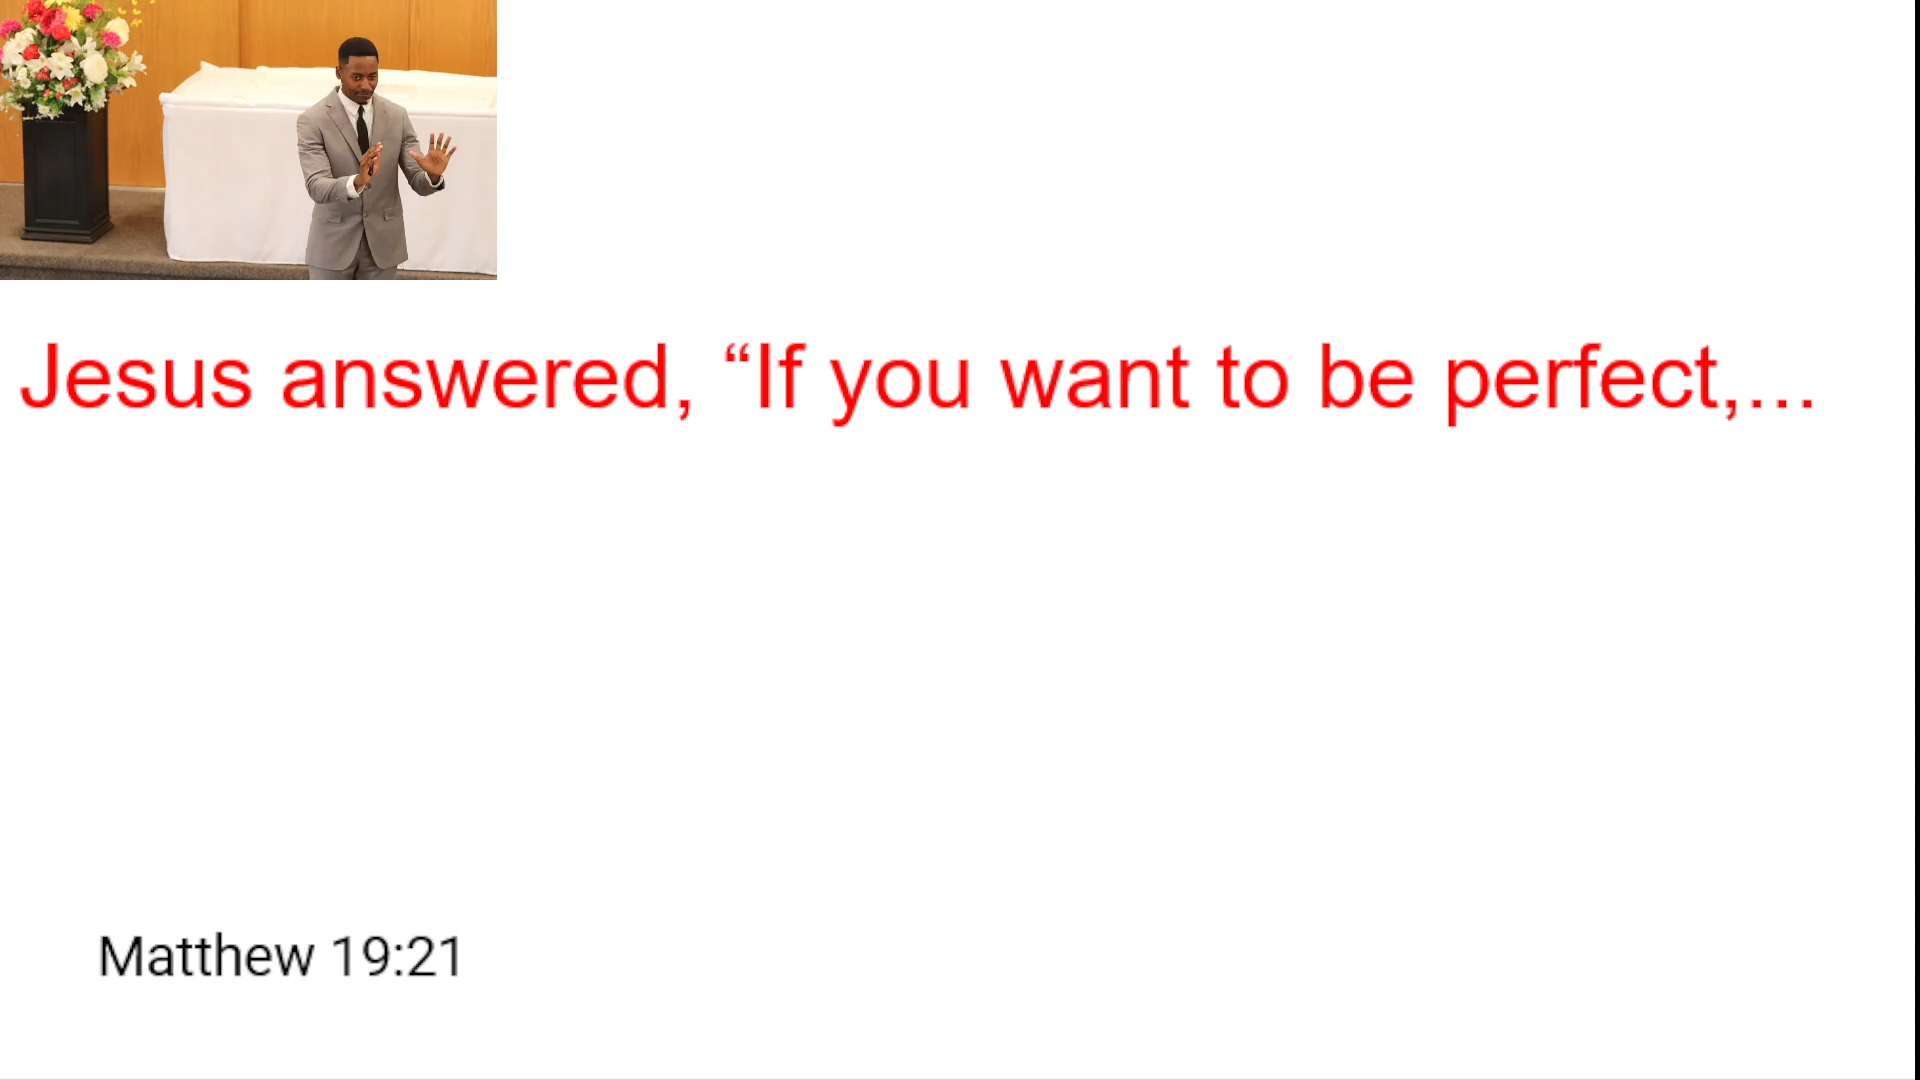 Jesus answered, “If you want to be perfect,...
Matthew 19:21